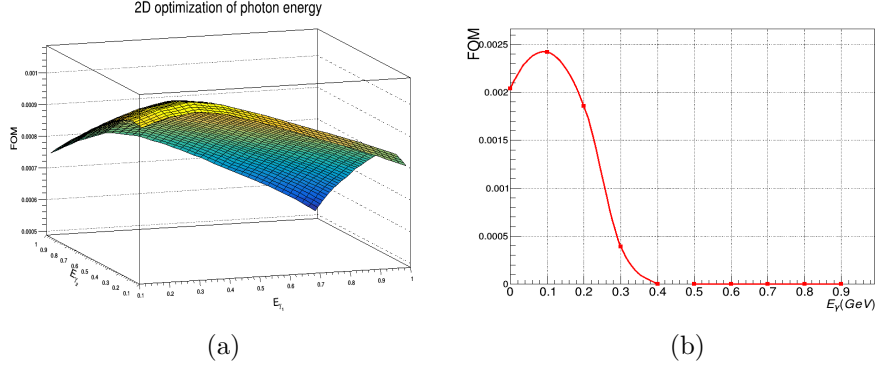 2D optimization of photon energy
FOM
0.001
0.0009
0.0008
0.0007
0.0006
0.0005
1 0.9 0.8 0.7 0.6 0.5 0.4 0.3 0.2 0.1
Eγ2
0.1 0.2 0.3 0.4 0.5 0.6 0.7 0.8 0.9 1
Eγ1
(a)
FOM
0.0025
0.002
0.0015
0.001
0.0005
0
0 0.1 0.2 0.3 0.4 0.5 0.6 0.7 0.8 0.9
Eγ(GeV)
(b)